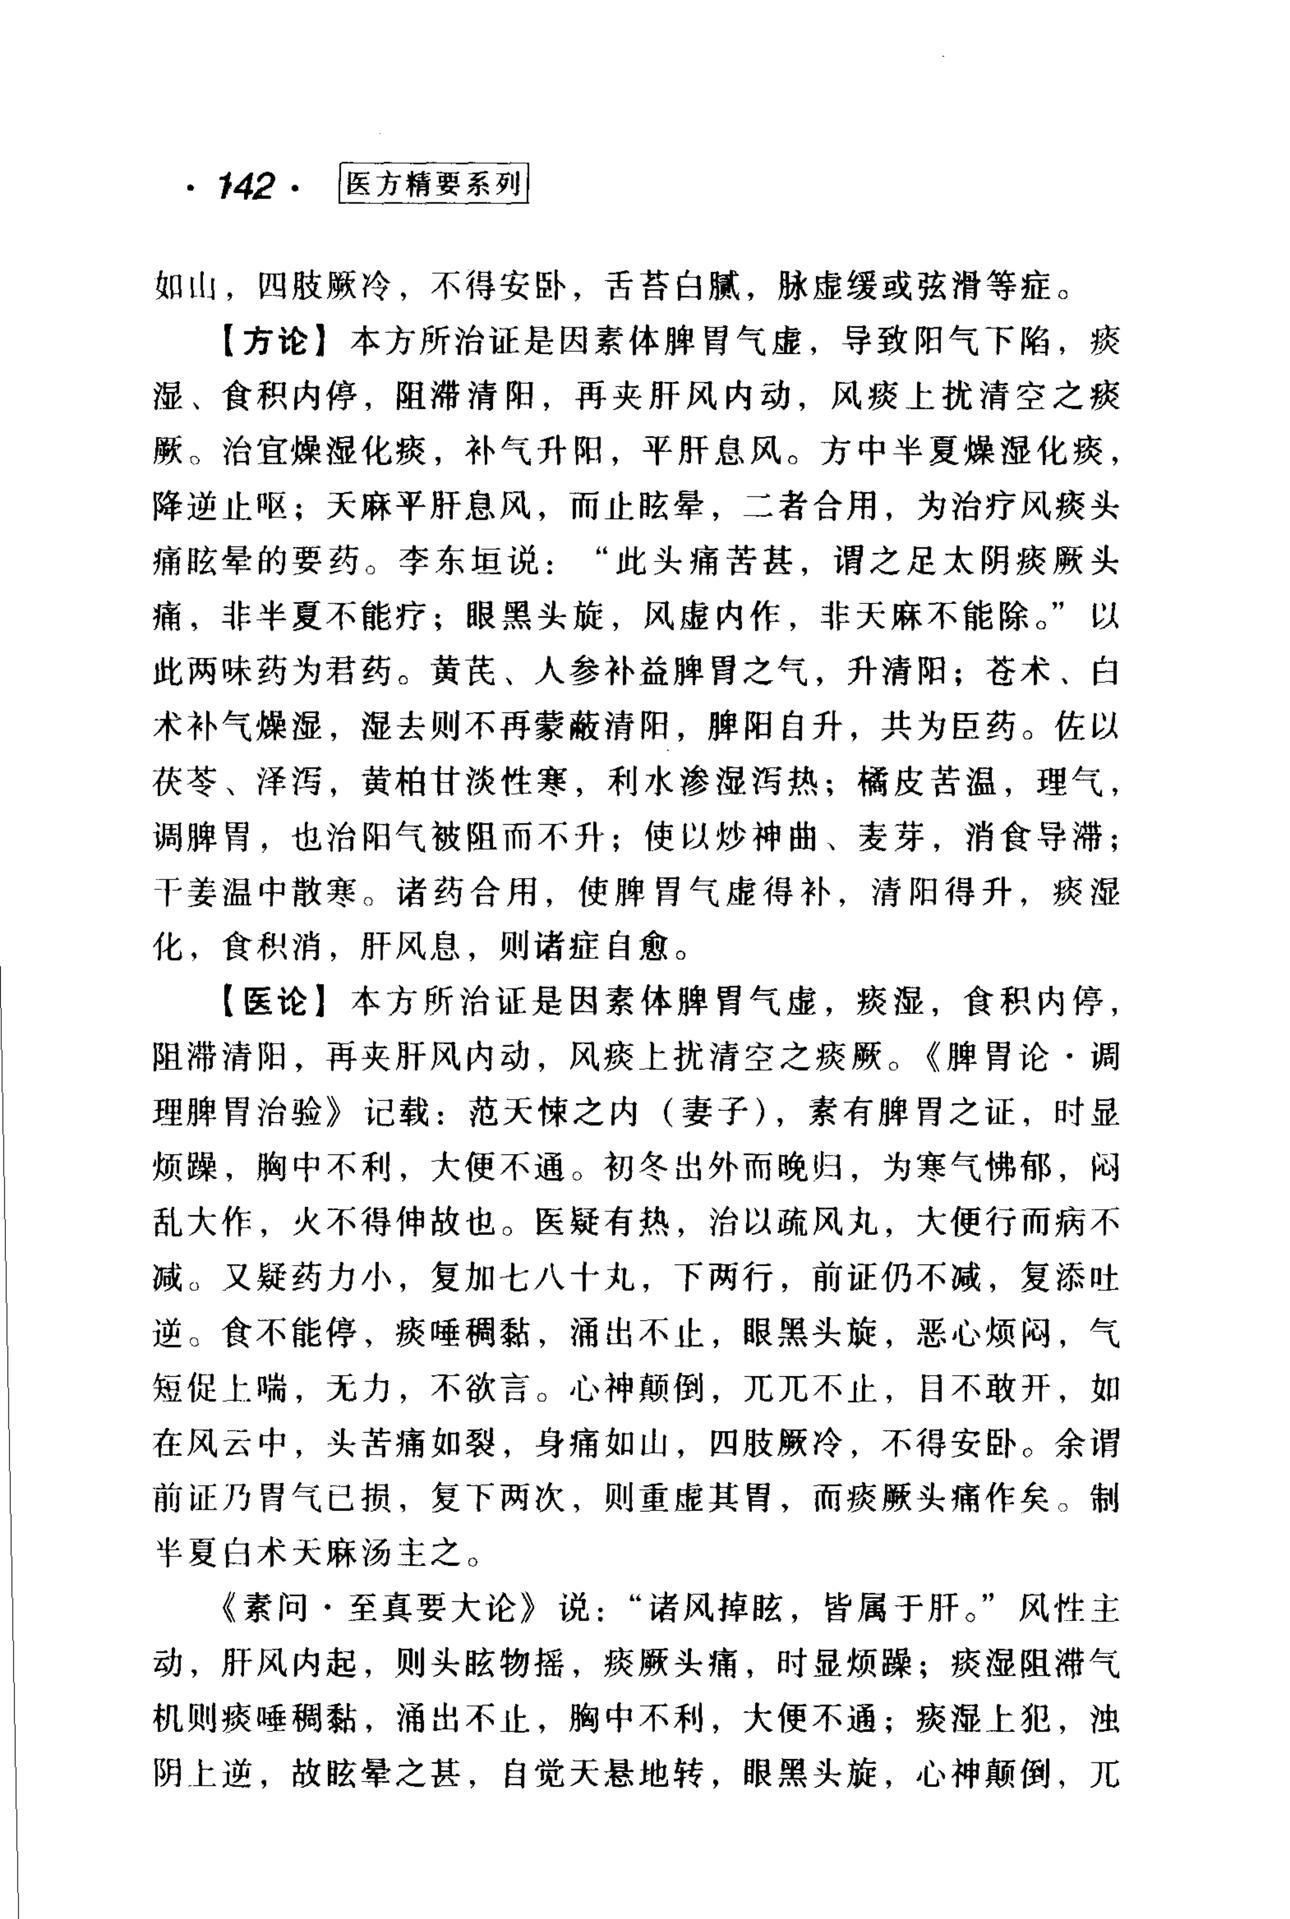 · 142 · 医方精要系列
如山，四肢厥冷，不得安卧，舌苔白腻，脉虚缓或弦滑等症。
【方论】本方所治证是因素体脾胃气虚，导致阳气下陷，痰
湿、食积内停，阻滞清阳，再夹肝风内动，风痰上扰清空之痰
厥。治宜燥湿化痰，补气升阳，平肝息风。方中半夏燥湿化痰，
降逆止呕；天麻平肝息风，而止眩晕，二者合用，为治疗风痰头
痛眩晕的要药。李东垣说：“此头痛苦甚，谓之足太阴痰厥头
痛，非半夏不能疗；眼黑头旋，风虚内作，非天麻不能除。”以
此两味药为君药。黄芪、人参补益脾胃之气，升清阳；苍术、白
术补气燥湿，湿去则不再蒙蔽清阳，脾阳自升，共为臣药。佐以
茯苓、泽泻，黄柏甘淡性寒，利水渗湿泻热；橘皮苦温，理气，
调脾胃，也治阳气被阻而不升；使以炒神曲、麦芽，消食导滞；
干姜温中散寒。诸药合用，使脾胃气虚得补，清阳得升，痰湿
化，食积消，肝风息，则诸症自愈。
【医论】本方所治证是因素体脾胃气虚，痰湿，食积内停，
阻滞清阳，再夹肝风内动，风痰上扰清空之痰厥。《脾胃论·调
理脾胃治验》记载：范天悚之内（妻子），素有脾胃之证，时显
烦躁，胸中不利，大便不通。初冬出外而晚归，为寒气怫郁，闷
乱大作，火不得伸故也。医疑有热，治以疏风丸，大便行而病不
减。又疑药力小，复加七八十丸，下两行，前证仍不减，复添吐
逆。食不能停，痰唾稠黏，涌出不止，眼黑头旋，恶心烦闷，气
短促上喘，无力，不欲言。心神颠倒，兀兀不止，目不敢开，如
在风云中，头苦痛如裂，身痛如山，四肢厥冷，不得安卧。余谓
前证乃胃气已损，复下两次，则重虚其胃，而痰厥头痛作矣。制
半夏白术天麻汤主之。
《素问·至真要大论》说：“诸风掉眩，皆属于肝。”风性主
动，肝风内起，则头眩物摇，痰厥头痛，时显烦躁；痰湿阻滞气
机则痰唾稠黏，涌出不止，胸中不利，大便不通；痰湿上犯，浊
阴上逆，故眩晕之甚，自觉天悬地转，眼黑头旋，心神颠倒，兀